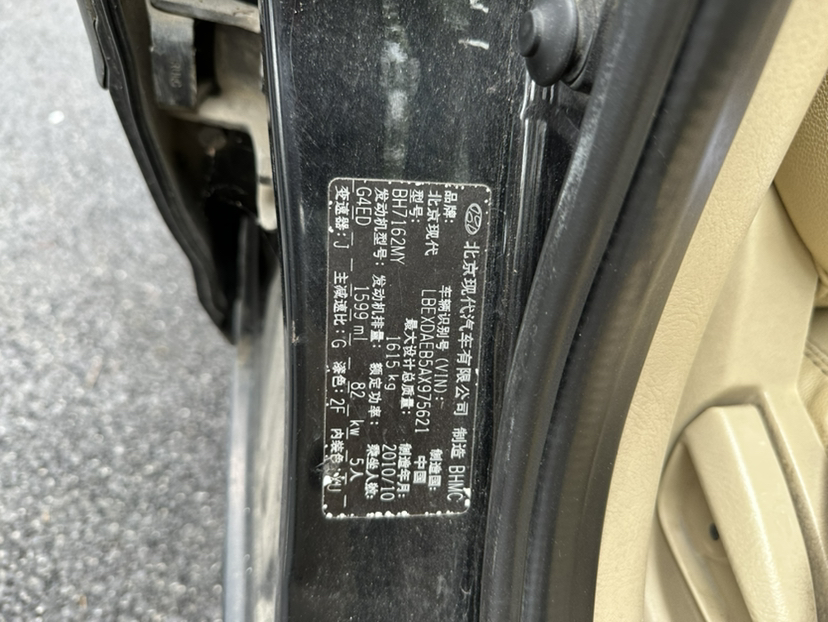 北京现代汽车有限公司 制造 BHMC
品牌: 车辆识别号(VIN): 制造国:
北京现代 LBEXDAEB5AX975621 中国
型号: 最大设计总质量: 制造年月:
BH7162MY 1615 kg 2010/10
发动机型号: 发动机排量: 额定功率: 乘坐人数:
G4ED 1599 ml 82 kw 5人
变速器: J 主减速比: G 漆色: 2F 内装色: WJ